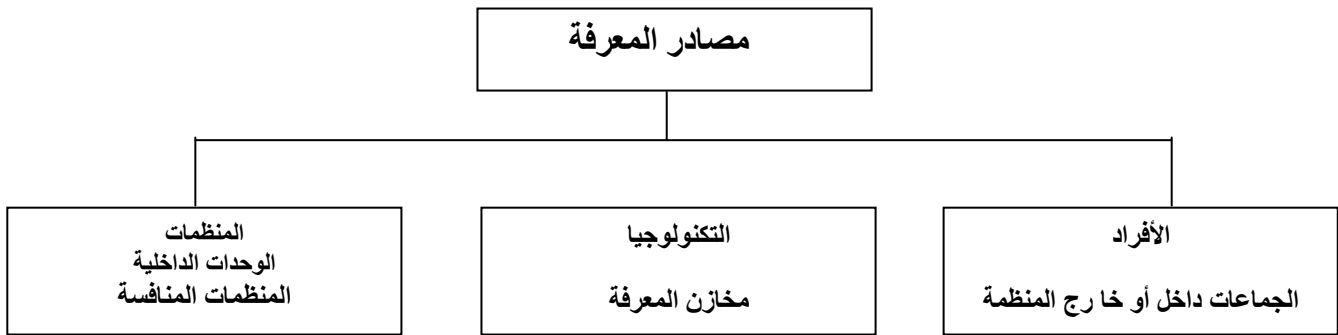 مصادر المعرفة
الأفراد
الجماعات داخل أو خا رج المنظمة
التكنولوجيا
مخازن المعرفة
المنظمات
الوحدات الداخلية
المنظمات المنافسة